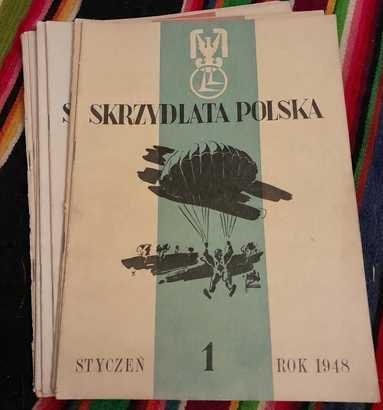 SKRZYDLATA POLSKA
STYCZEŃ 1 ROK 1948